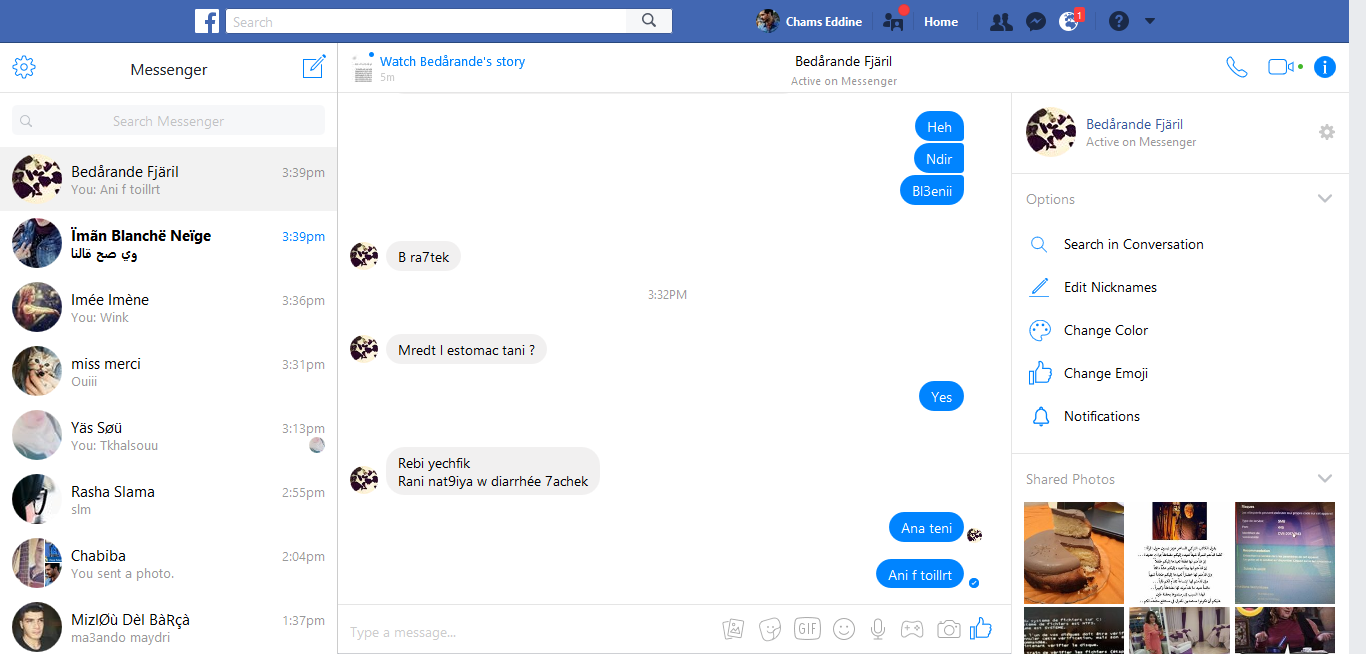 Search
Chams Eddine
Home
1
Messenger
Search Messenger
Bedårande Fjäril
3:39pm
You: Ani f toillrt
Ïmãn Blanchë Neïge
3:39pm
وي صح قالنا
Imée Imène
3:36pm
You: Wink
miss merci
3:31pm
Ouiii
Yäs Søü
3:13pm
You: Tkhalsouu
Rasha Slama
2:55pm
slm
Chabiba
2:04pm
You sent a photo.
MizlØù Dèl BàƦçà
1:37pm
ma3ando maydri
Watch Bedårande's story
5m
Bedårande Fjäril
Active on Messenger
Heh
Ndir
Bl3enii
B ra7tek
3:32PM
Mredt l estomac tani ?
Yes
Rebi yechfik
Rani nat9iya w diarrhée 7achek
Ana teni
Ani f toillrt
Type a message...
GIF
Bedårande Fjäril
Active on Messenger
Options
Search in Conversation
Edit Nicknames
Change Color
Change Emoji
Notifications
Shared Photos